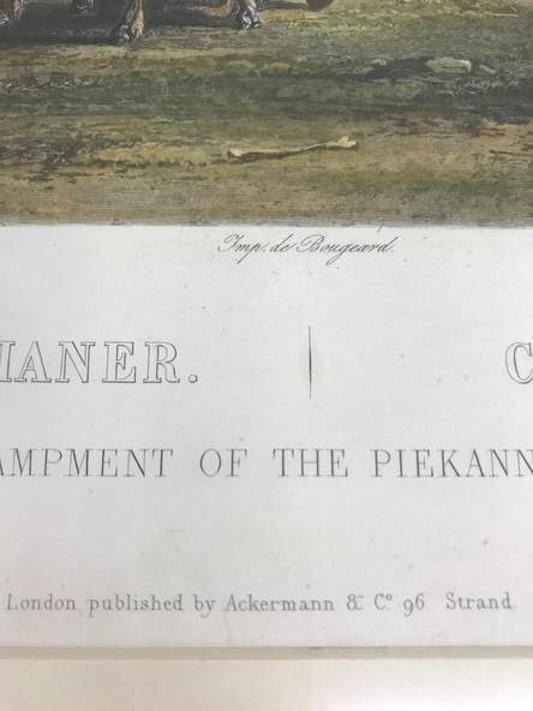 Imp. de Bougeard.
IANER. C
AMPMENT OF THE PIEKANN
London published by Ackermann & Cº 96 Strand